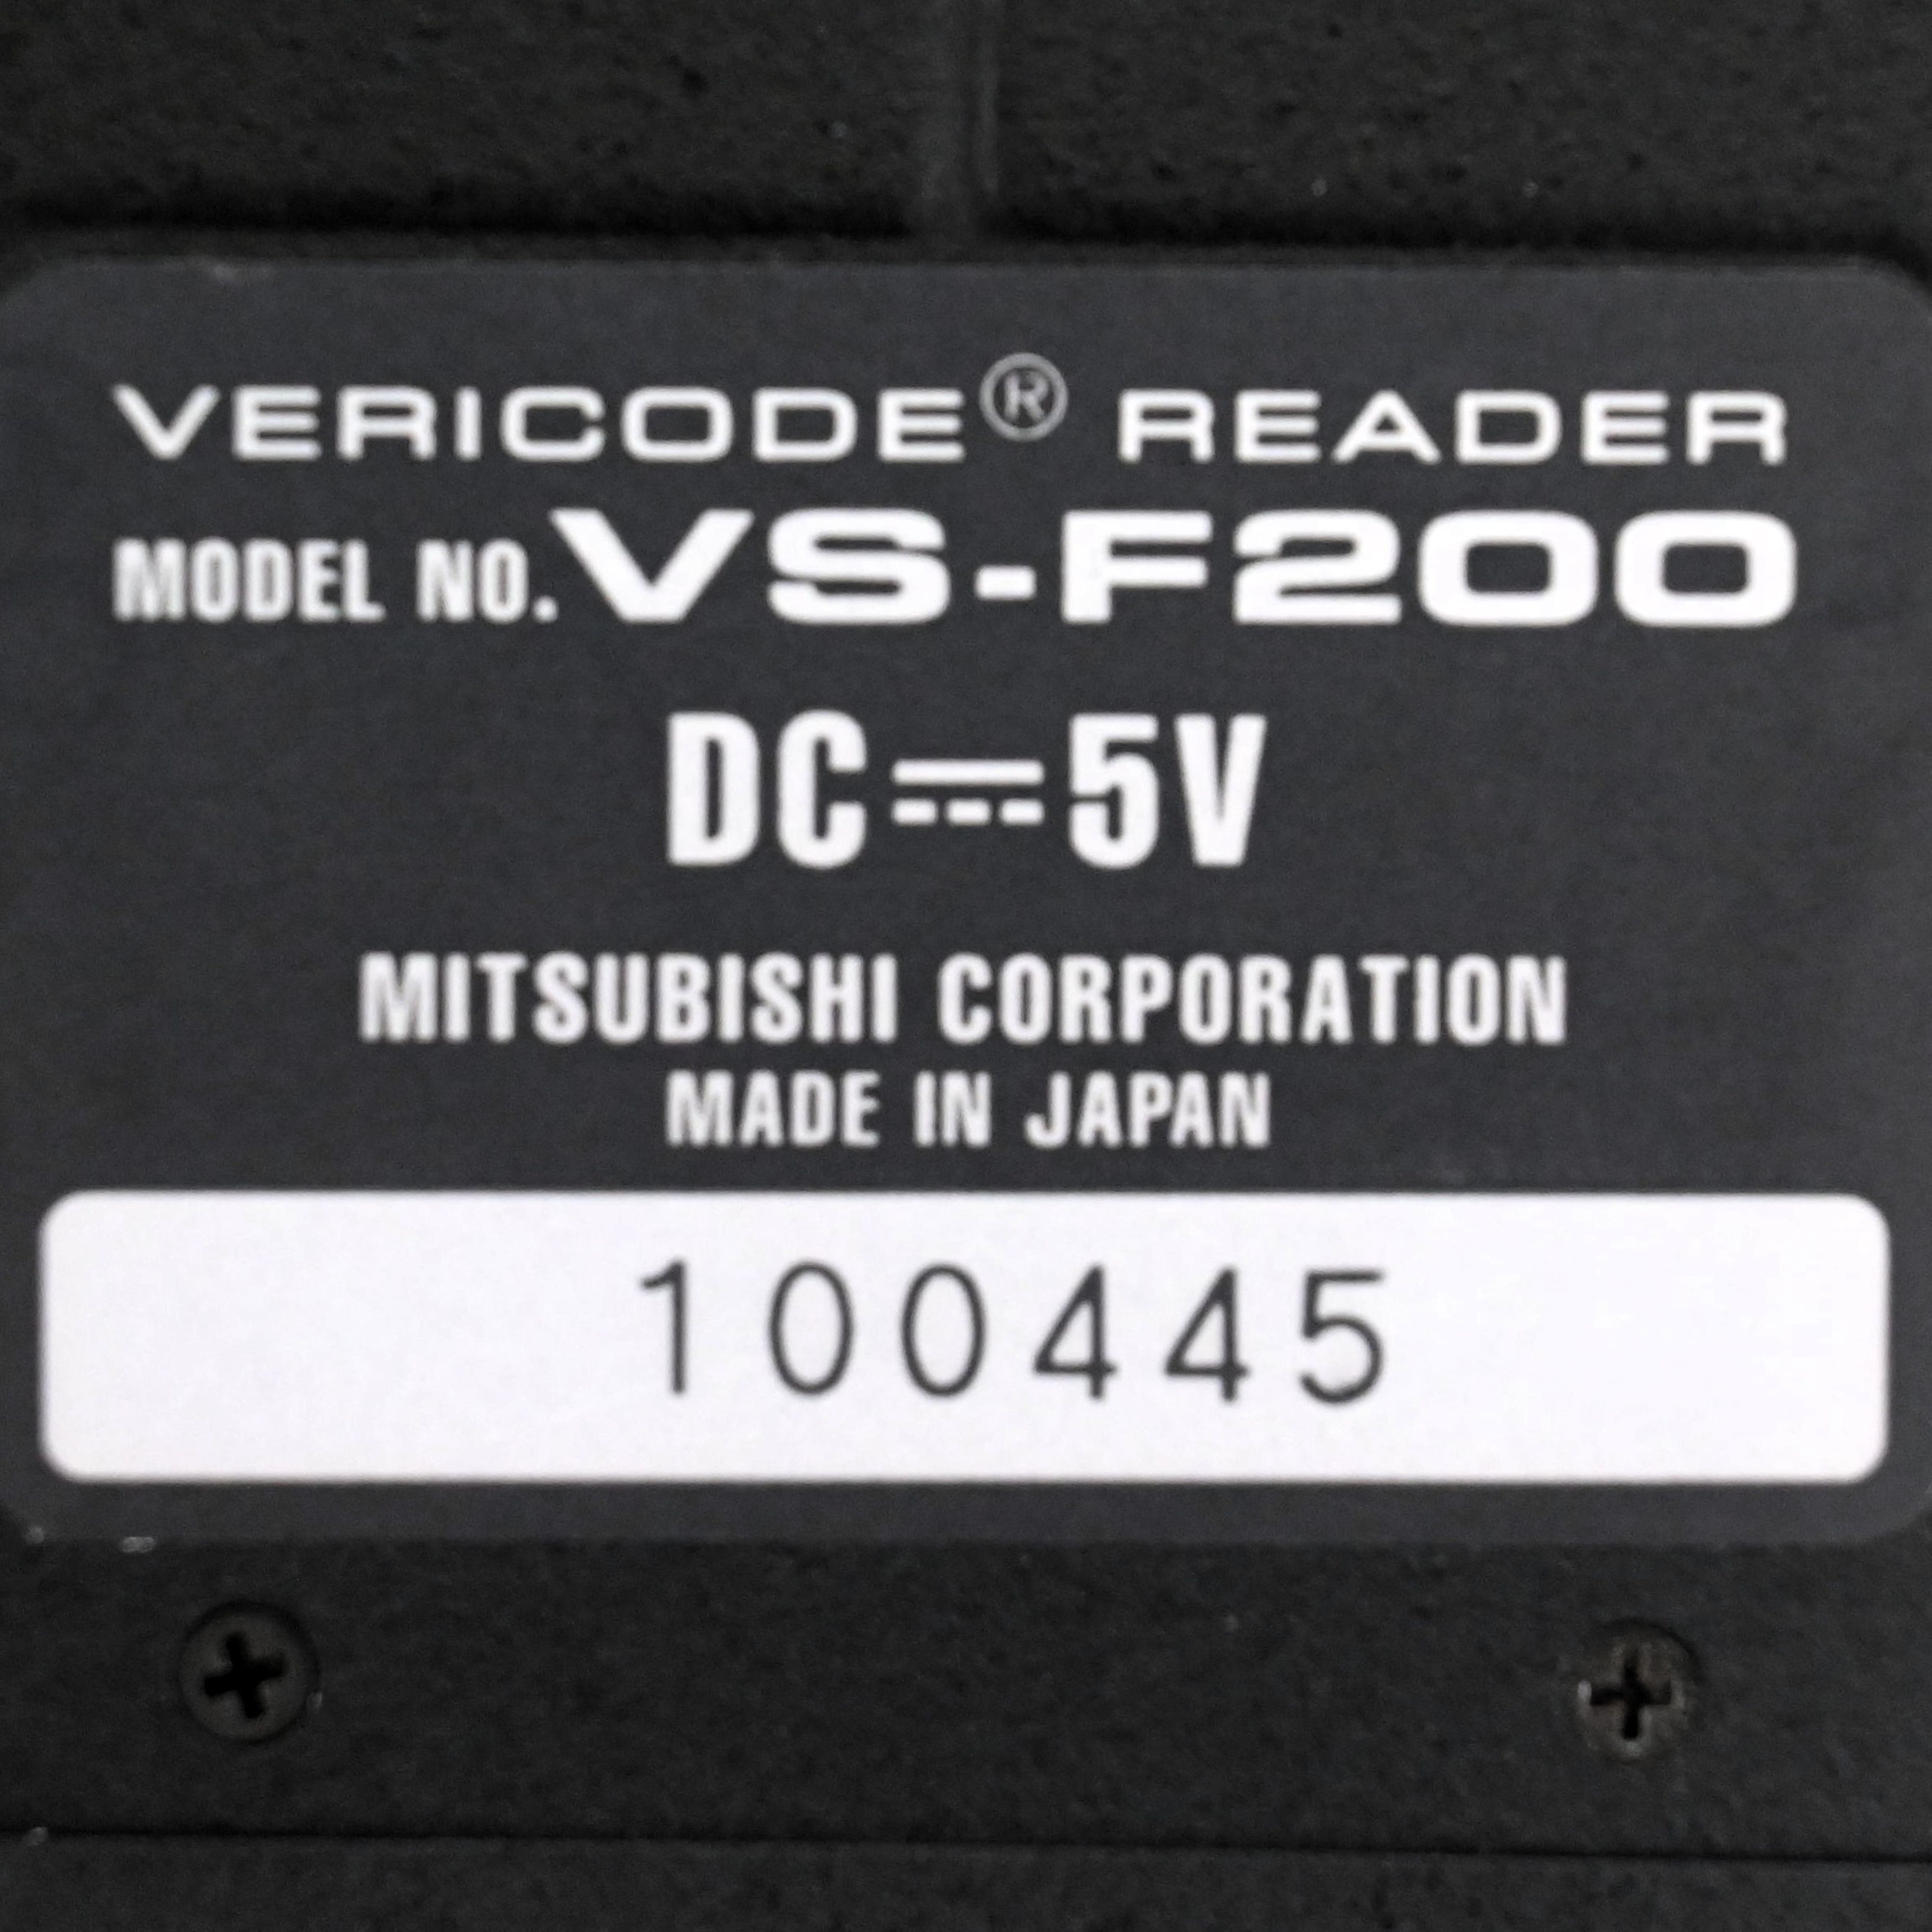 VERICODE® READER
MODEL NO. VS-F200
DC ⎓ 5V
MITSUBISHI CORPORATION
MADE IN JAPAN
100445